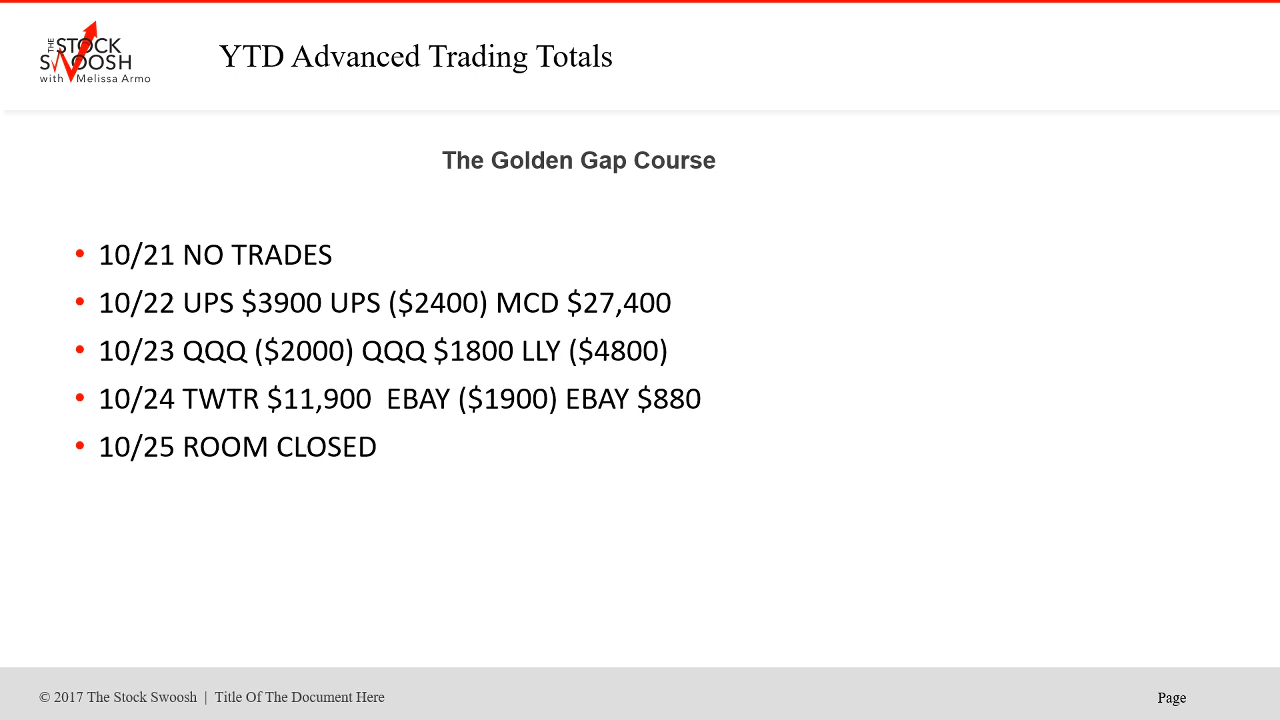 THE STOCK
SWOOSH
with Melissa Armo
YTD Advanced Trading Totals
The Golden Gap Course
• 10/21 NO TRADES
• 10/22 UPS $3900 UPS ($2400) MCD $27,400
• 10/23 QQQ ($2000) QQQ $1800 LLY ($4800)
• 10/24 TWTR $11,900  EBAY ($1900) EBAY $880
• 10/25 ROOM CLOSED
© 2017 The Stock Swoosh | Title Of The Document Here
Page